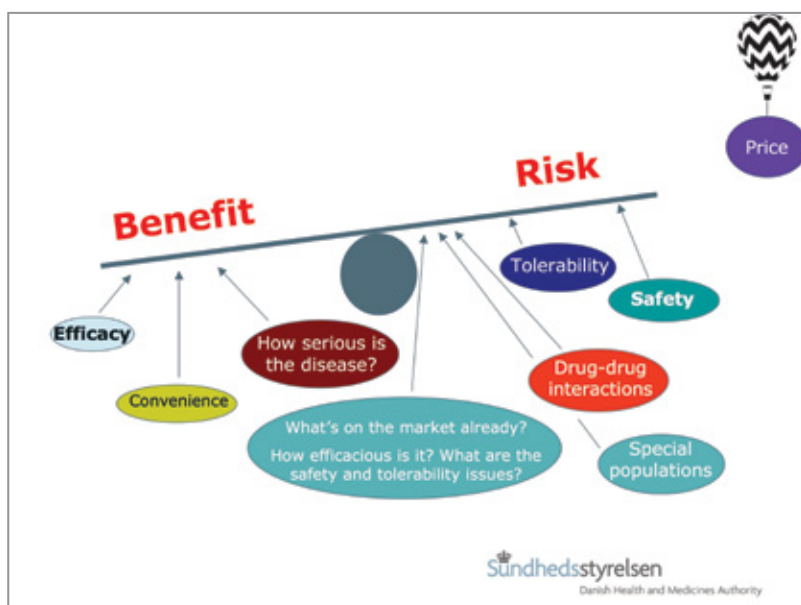 Price
Risk
Benefit
Tolerability
Safety
Efficacy
How serious is
the disease?
Convenience
Drug-drug
interactions
What's on the market already?
How efficacious is it? What are the
safety and tolerability issues?
Special
populations
Sundhedsstyrelsen
Danish Health and Medicines Authority